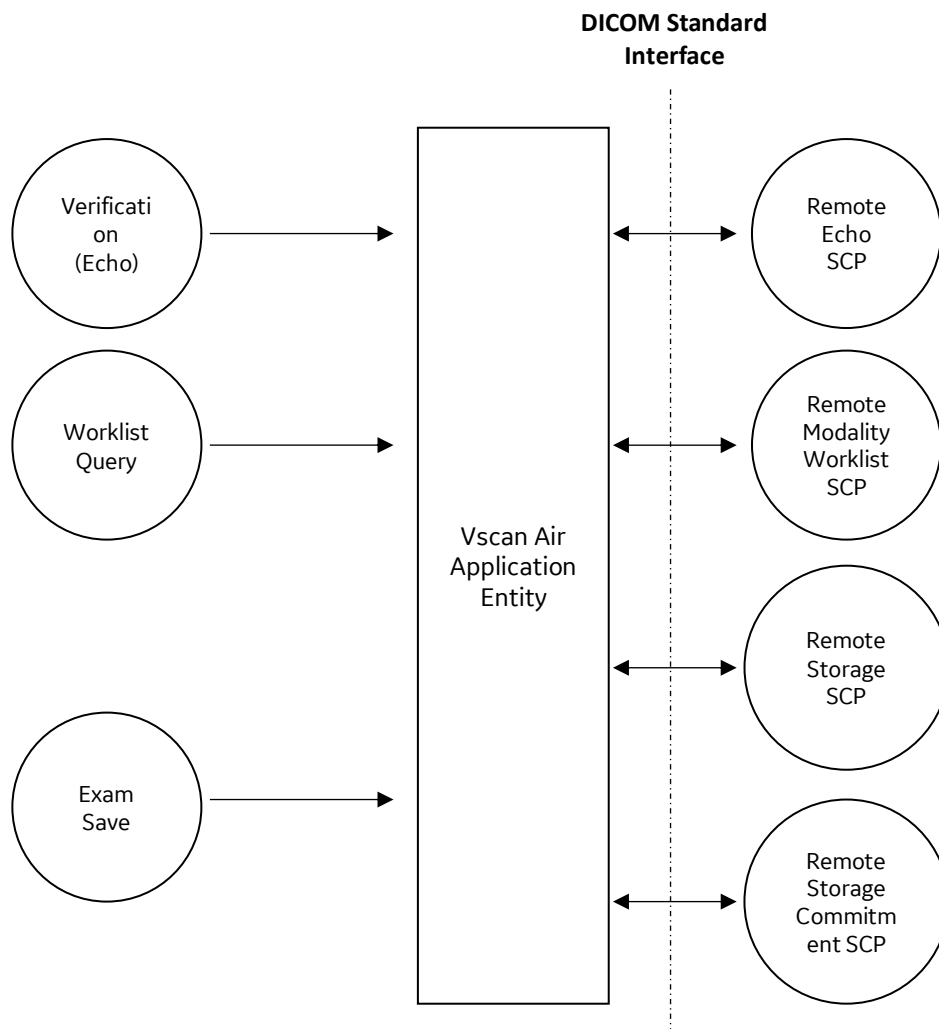 DICOM Standard
Interface
Verificati
on
(Echo)
Remote
Echo
SCP
Worklist
Query
Remote
Modality
Worklist
SCP
Vscan Air
Application
Entity
Remote
Storage
SCP
Exam
Save
Remote
Storage
Commitm
ent SCP